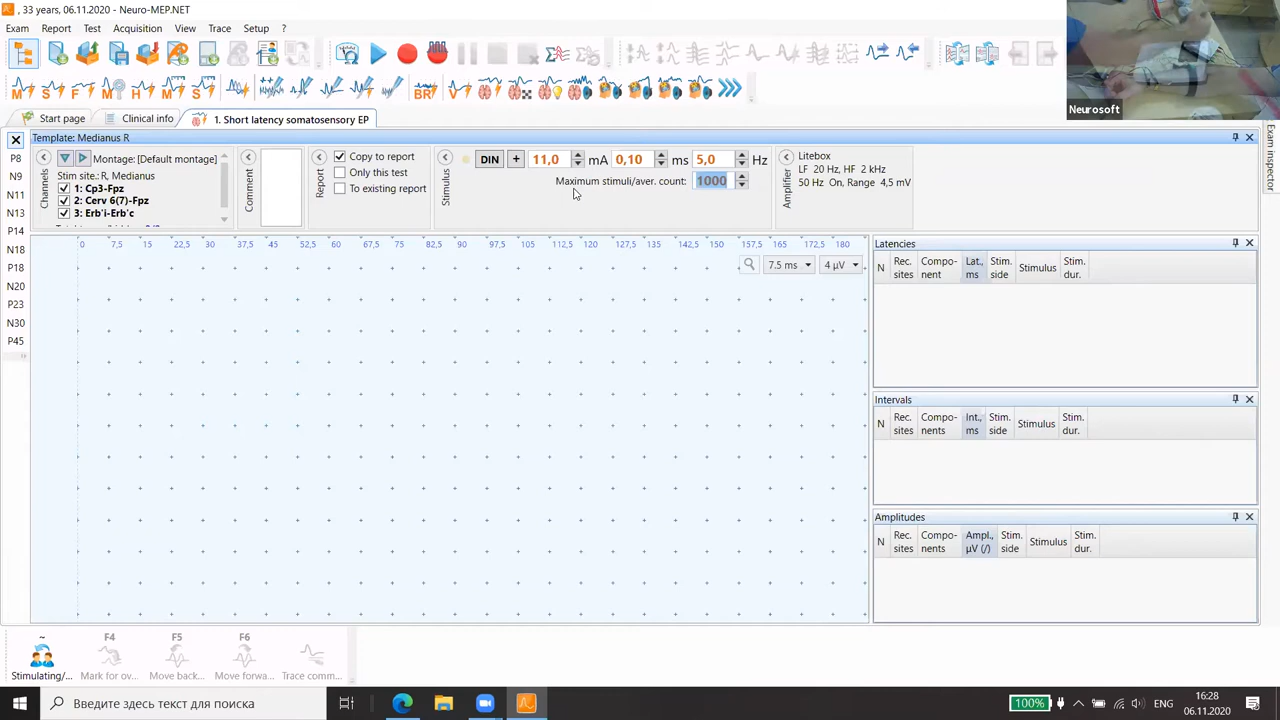 , 33 years, 06.11.2020 - Neuro-MEP.NET
Exam Report Test Acquisition View Trace Setup ?
M S F M H M S BR V
Start page Clinical info 1. Short latency somatosensory EP
Template: Medianus R
P8
N9
N11
N13
P14
N18
P18
N20
P23
N30
P45
Channels
Montage: [Default montage]
Stim site.: R, Medianus
1: Cp3-Fpz
2: Cerv 6(7)-Fpz
3: Erb'i-Erb'c
Comment
Report
Copy to report
Only this test
To existing report
Stimulus
DIN + 11,0 mA 0,10 ms 5,0 Hz
Maximum stimuli/aver. count: 1000
Amplifier
Litebox
LF 20 Hz, HF 2 kHz
50 Hz On, Range 4,5 mV
Exam inspector
0 7,5 15 22,5 30 37,5 45 52,5 60 67,5 75 82,5 90 97,5 105 112,5 120 127,5 135 142,5 150 157,5 165 172,5 180
7.5 ms 4 µV
Latencies
N Rec. sites Compo-nent Lat., ms Stim. side Stimulus Stim. dur.
Intervals
N Rec. sites Compo-nents Int., ms Stim. side Stimulus Stim. dur.
Amplitudes
N Rec. sites Compo-nents Ampl., µV (/) Stim. side Stimulus Stim. dur.
~ F4 F5 F6
Stimulating/... Mark for ov... Move back... Move forwa... Trace comm...
Neurosoft
Введите здесь текст для поиска
100% ENG 16:28
06.11.2020